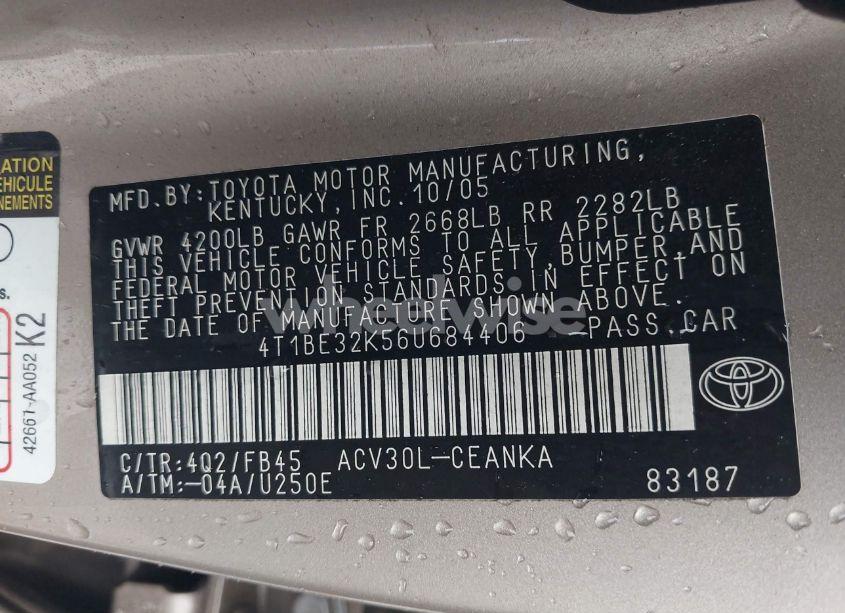 ATION
ÉHICULE
NEMENTS
s.
42661-AA052
K2
MFD.BY:TOYOTA MOTOR MANUFACTURING,
KENTUCKY,INC.10/05
GVWR 4200LB GAWR FR 2668LB RR 2282LB
THIS VEHICLE CONFORMS TO ALL APPLICABLE
FEDERAL MOTOR VEHICLE SAFETY,BUMPER,AND
THEFT PREVENTION STANDARDS IN EFFECT ON
THE DATE OF MANUFACTURE SHOWN ABOVE.
wheelwise
4T1BE32K56U684406 PASS.CAR
C/TR:4Q2/FB45 ACV30L-CEANKA
A/TM:-04A/U250E 83187